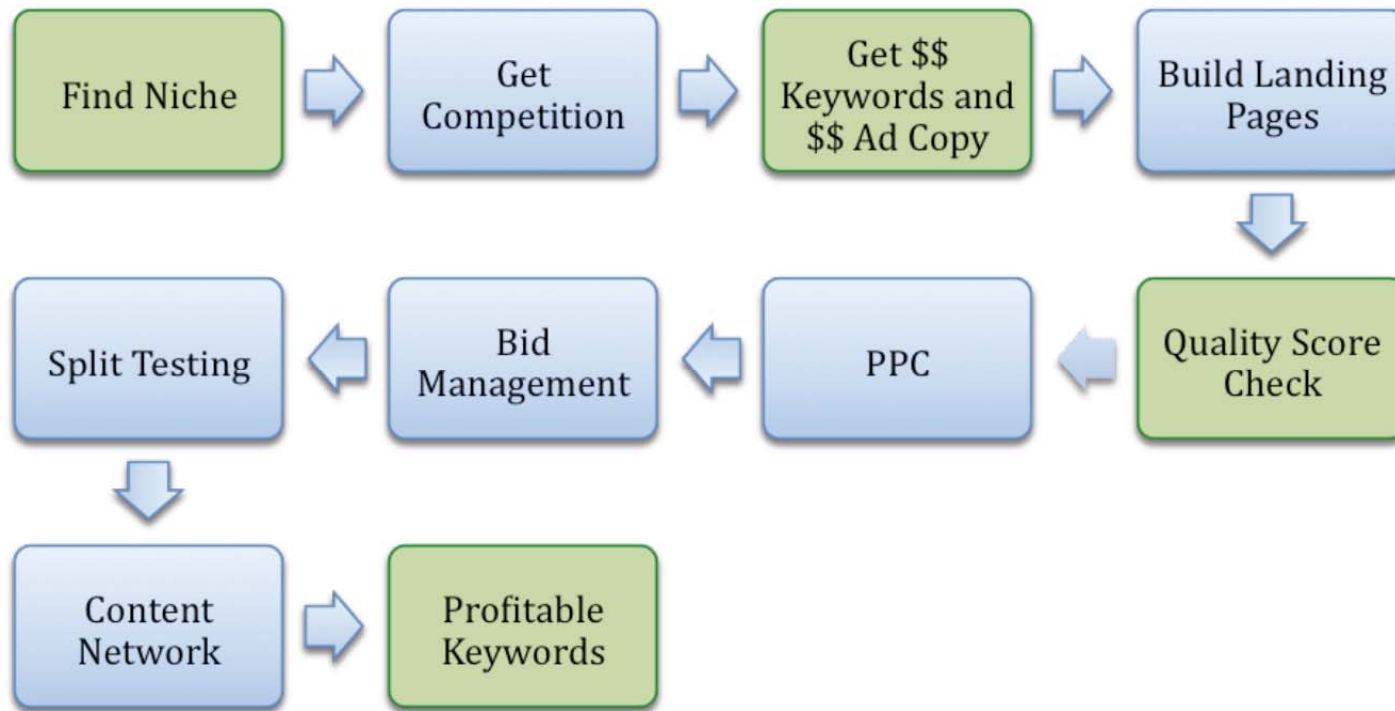 Find Niche
Get
Competition
Get $$
Keywords and
$$ Ad Copy
Build Landing
Pages
Quality Score
Check
PPC
Bid
Management
Split Testing
Content
Network
Profitable
Keywords